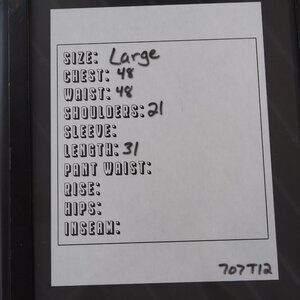 SIZE: Large
CHEST: 48
WAIST: 48
SHOULDERS: 21
SLEEVE:
LENGTH: 31
PANT WAIST:
RISE:
HIPS:
INSEAM:
707T12